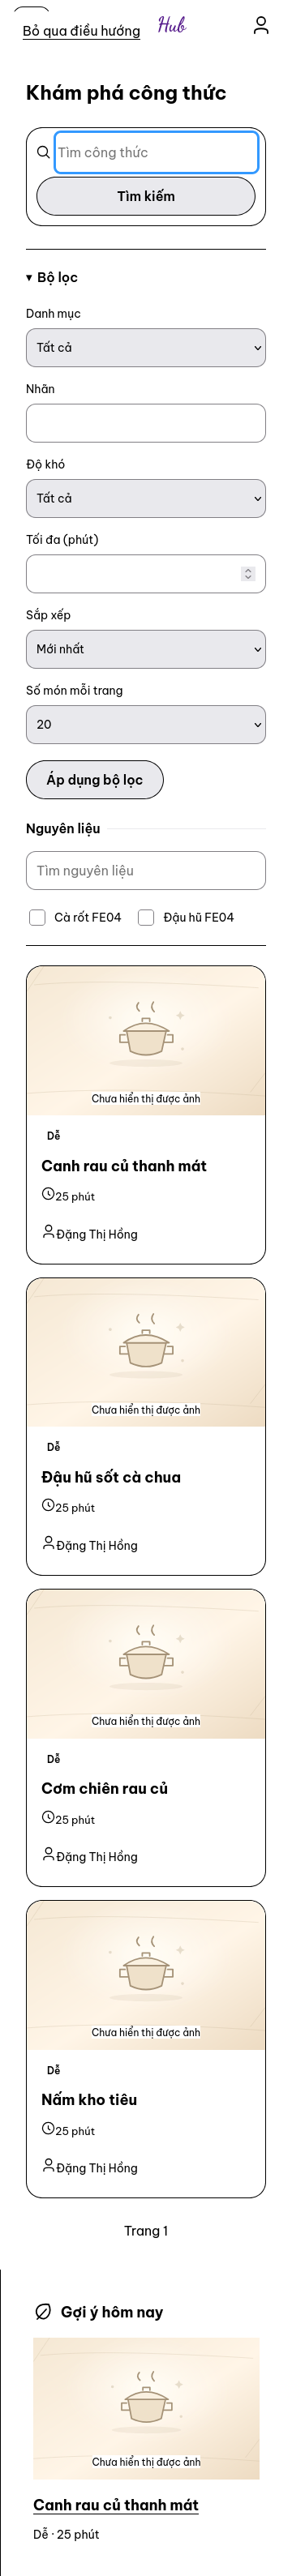 Bỏ qua điều hướng
Hub
Khám phá công thức
Tìm công thức
Tìm kiếm
Bộ lọc
Danh mục
Tất cả
Nhãn
Độ khó
Tất cả
Tối đa (phút)
Sắp xếp
Mới nhất
Số món mỗi trang
20
Áp dụng bộ lọc
Nguyên liệu
Tìm nguyên liệu
Cà rốt FE04 Đậu hũ FE04
Chưa hiển thị được ảnh
Dễ
Canh rau củ thanh mát
25 phút
Đặng Thị Hồng
Chưa hiển thị được ảnh
Dễ
Đậu hũ sốt cà chua
25 phút
Đặng Thị Hồng
Chưa hiển thị được ảnh
Dễ
Cơm chiên rau củ
25 phút
Đặng Thị Hồng
Chưa hiển thị được ảnh
Dễ
Nấm kho tiêu
25 phút
Đặng Thị Hồng
Trang 1
Gợi ý hôm nay
Chưa hiển thị được ảnh
Canh rau củ thanh mát
Dễ · 25 phút